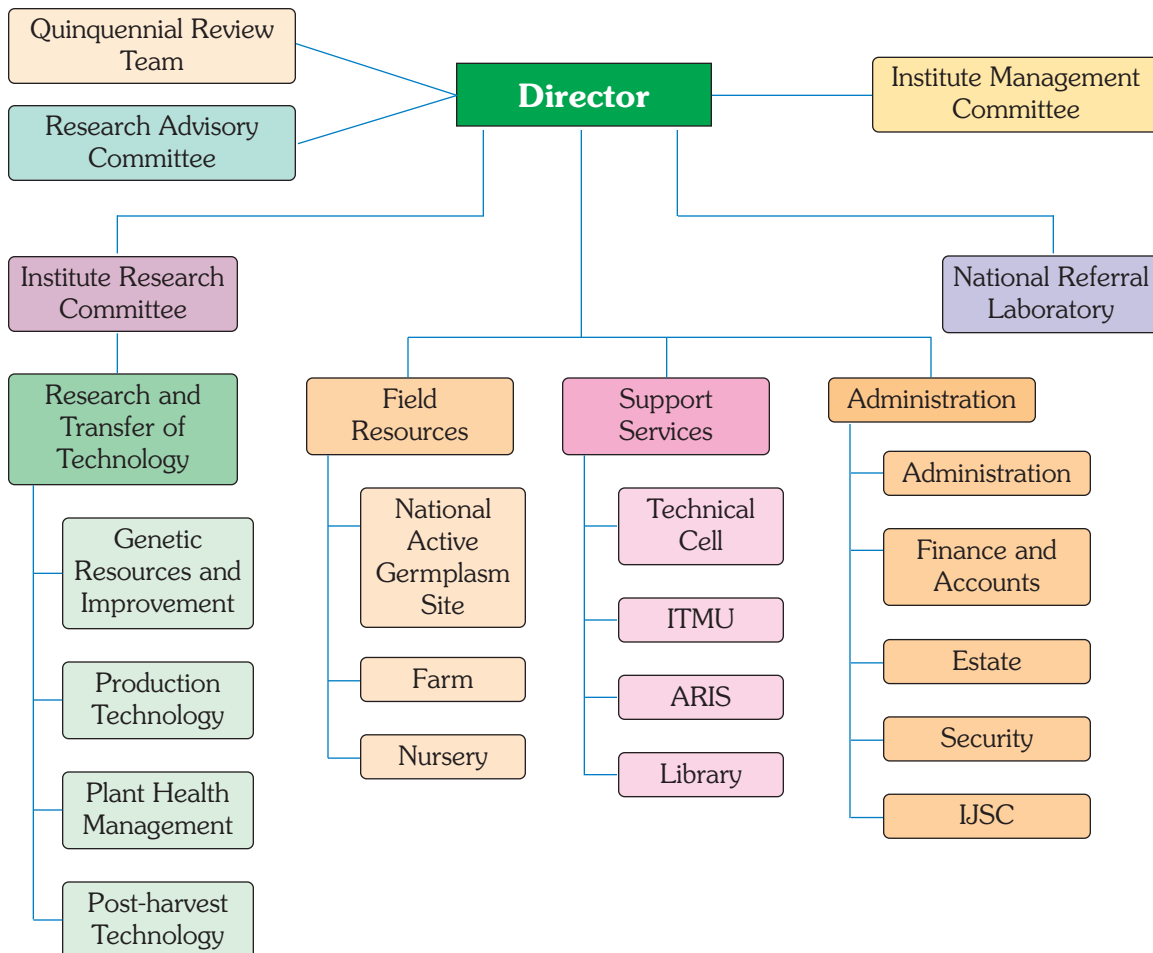 Quinquennial Review
Team
Director
Institute Management
Committee
Research Advisory
Committee
Institute Research
Committee
National Referral
Laboratory
Research and
Transfer of
Technology
Field
Resources
Support
Services
Administration
Genetic
Resources and
Improvement
Production
Technology
Plant Health
Management
Post-harvest
Technology
National
Active
Germplasm
Site
Farm
Nursery
Technical
Cell
ITMU
ARIS
Library
Administration
Finance and
Accounts
Estate
Security
IJSC